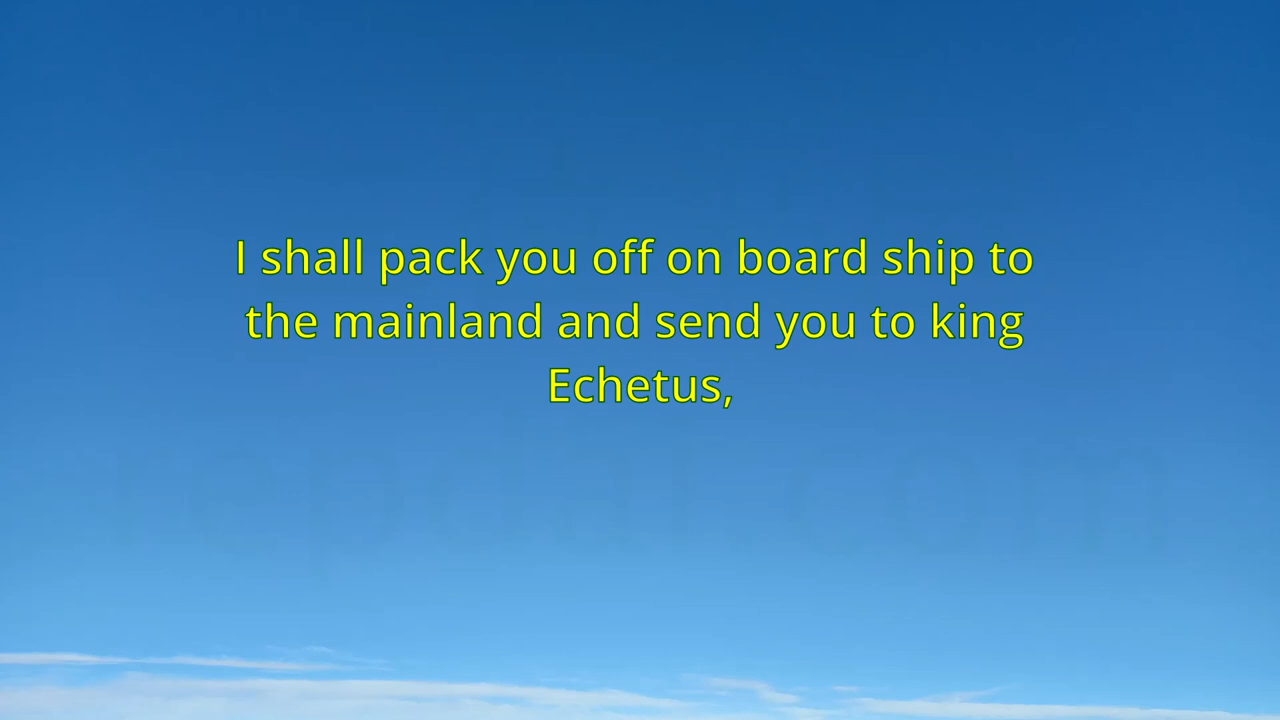 I shall pack you off on board ship to
the mainland and send you to king
Echetus,